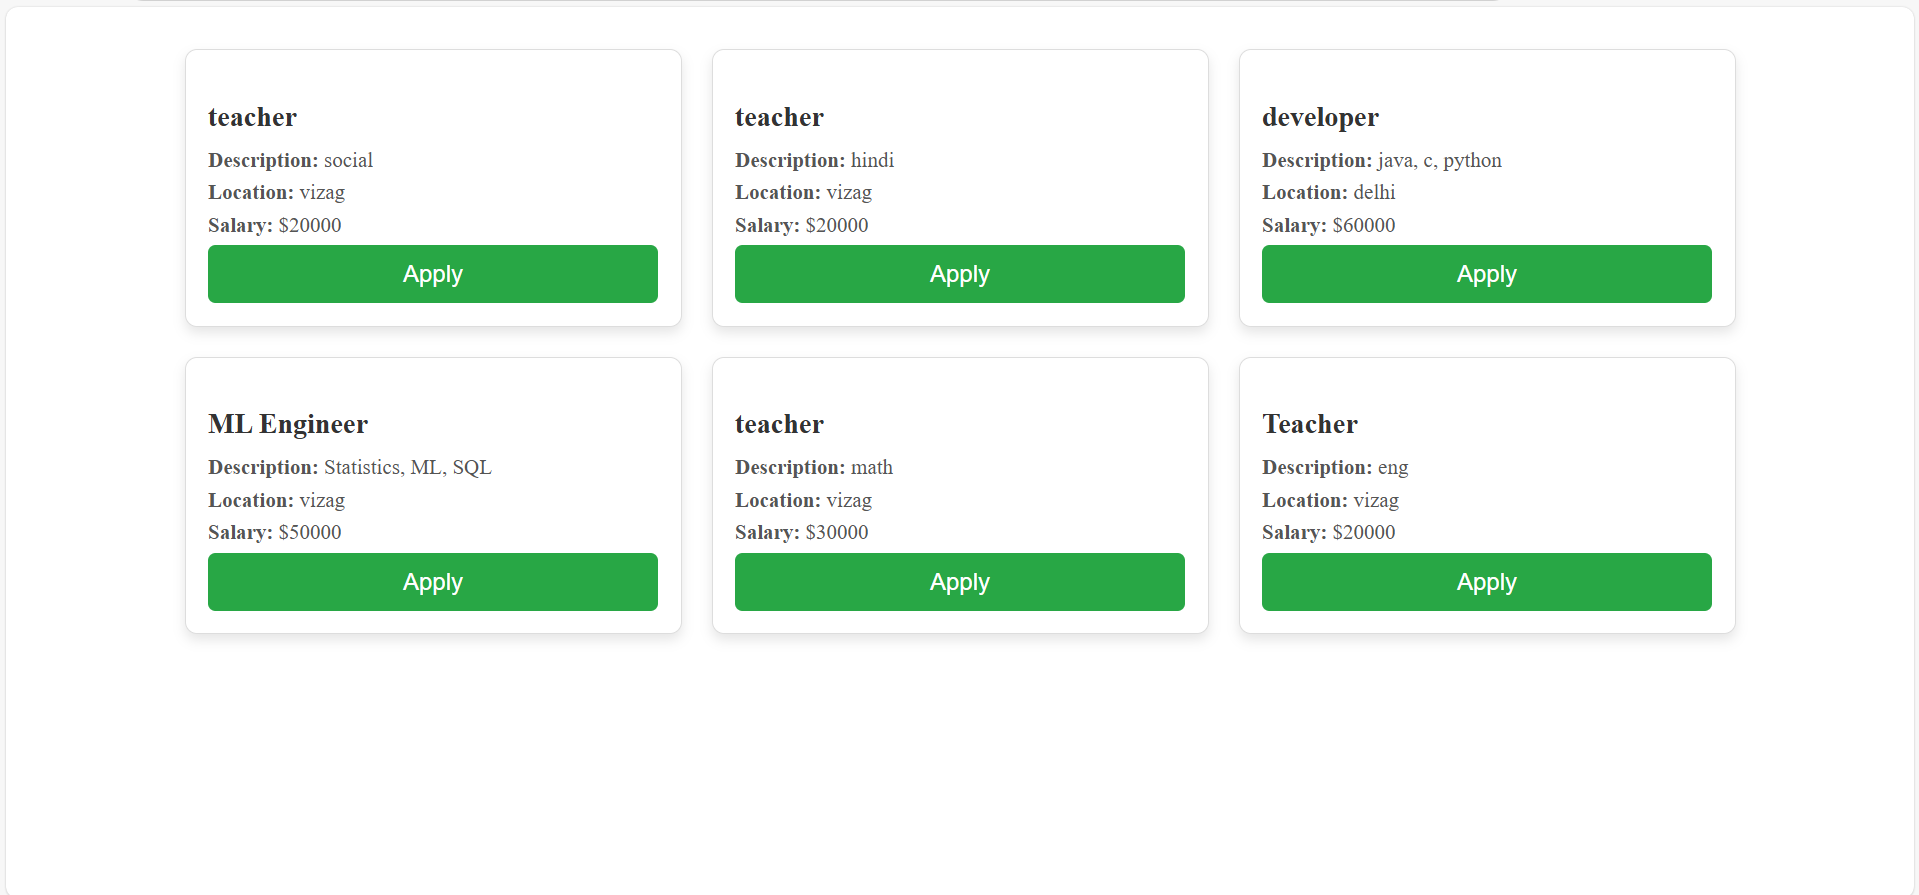 teacher
Description: social
Location: vizag
Salary: $20000
Apply
teacher
Description: hindi
Location: vizag
Salary: $20000
Apply
developer
Description: java, c, python
Location: delhi
Salary: $60000
Apply
ML Engineer
Description: Statistics, ML, SQL
Location: vizag
Salary: $50000
Apply
teacher
Description: math
Location: vizag
Salary: $30000
Apply
Teacher
Description: eng
Location: vizag
Salary: $20000
Apply